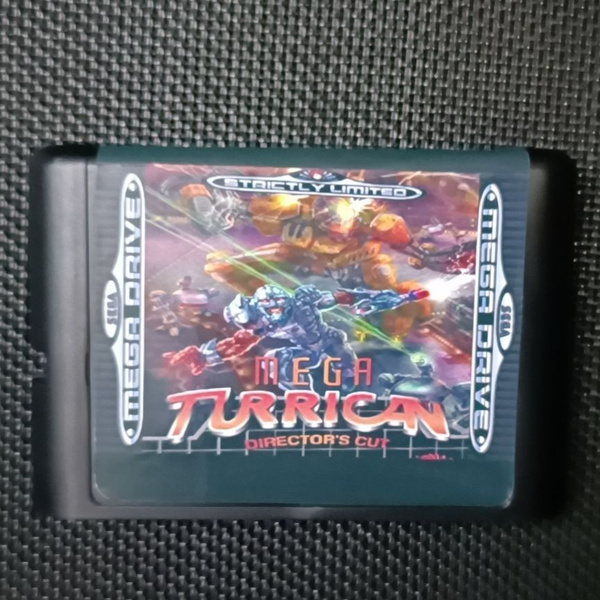 STRICTLY LIMITED
MEGA DRIVE
SEGA
MEGA DRIVE
SEGA
MEGA
TURRICAN
DIRECTOR'S CUT